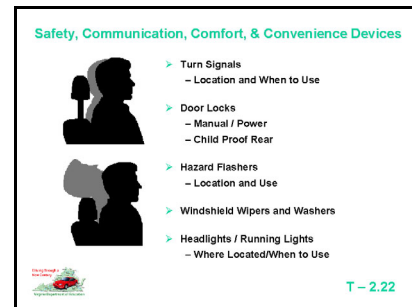 Safety, Communication, Comfort, & Convenience Devices
Turn Signals
– Location and When to Use
Door Locks
– Manual / Power
– Child Proof Rear
Hazard Flashers
– Location and Use
Windshield Wipers and Washers
Headlights / Running Lights
– Where Located/When to Use
T – 2.22